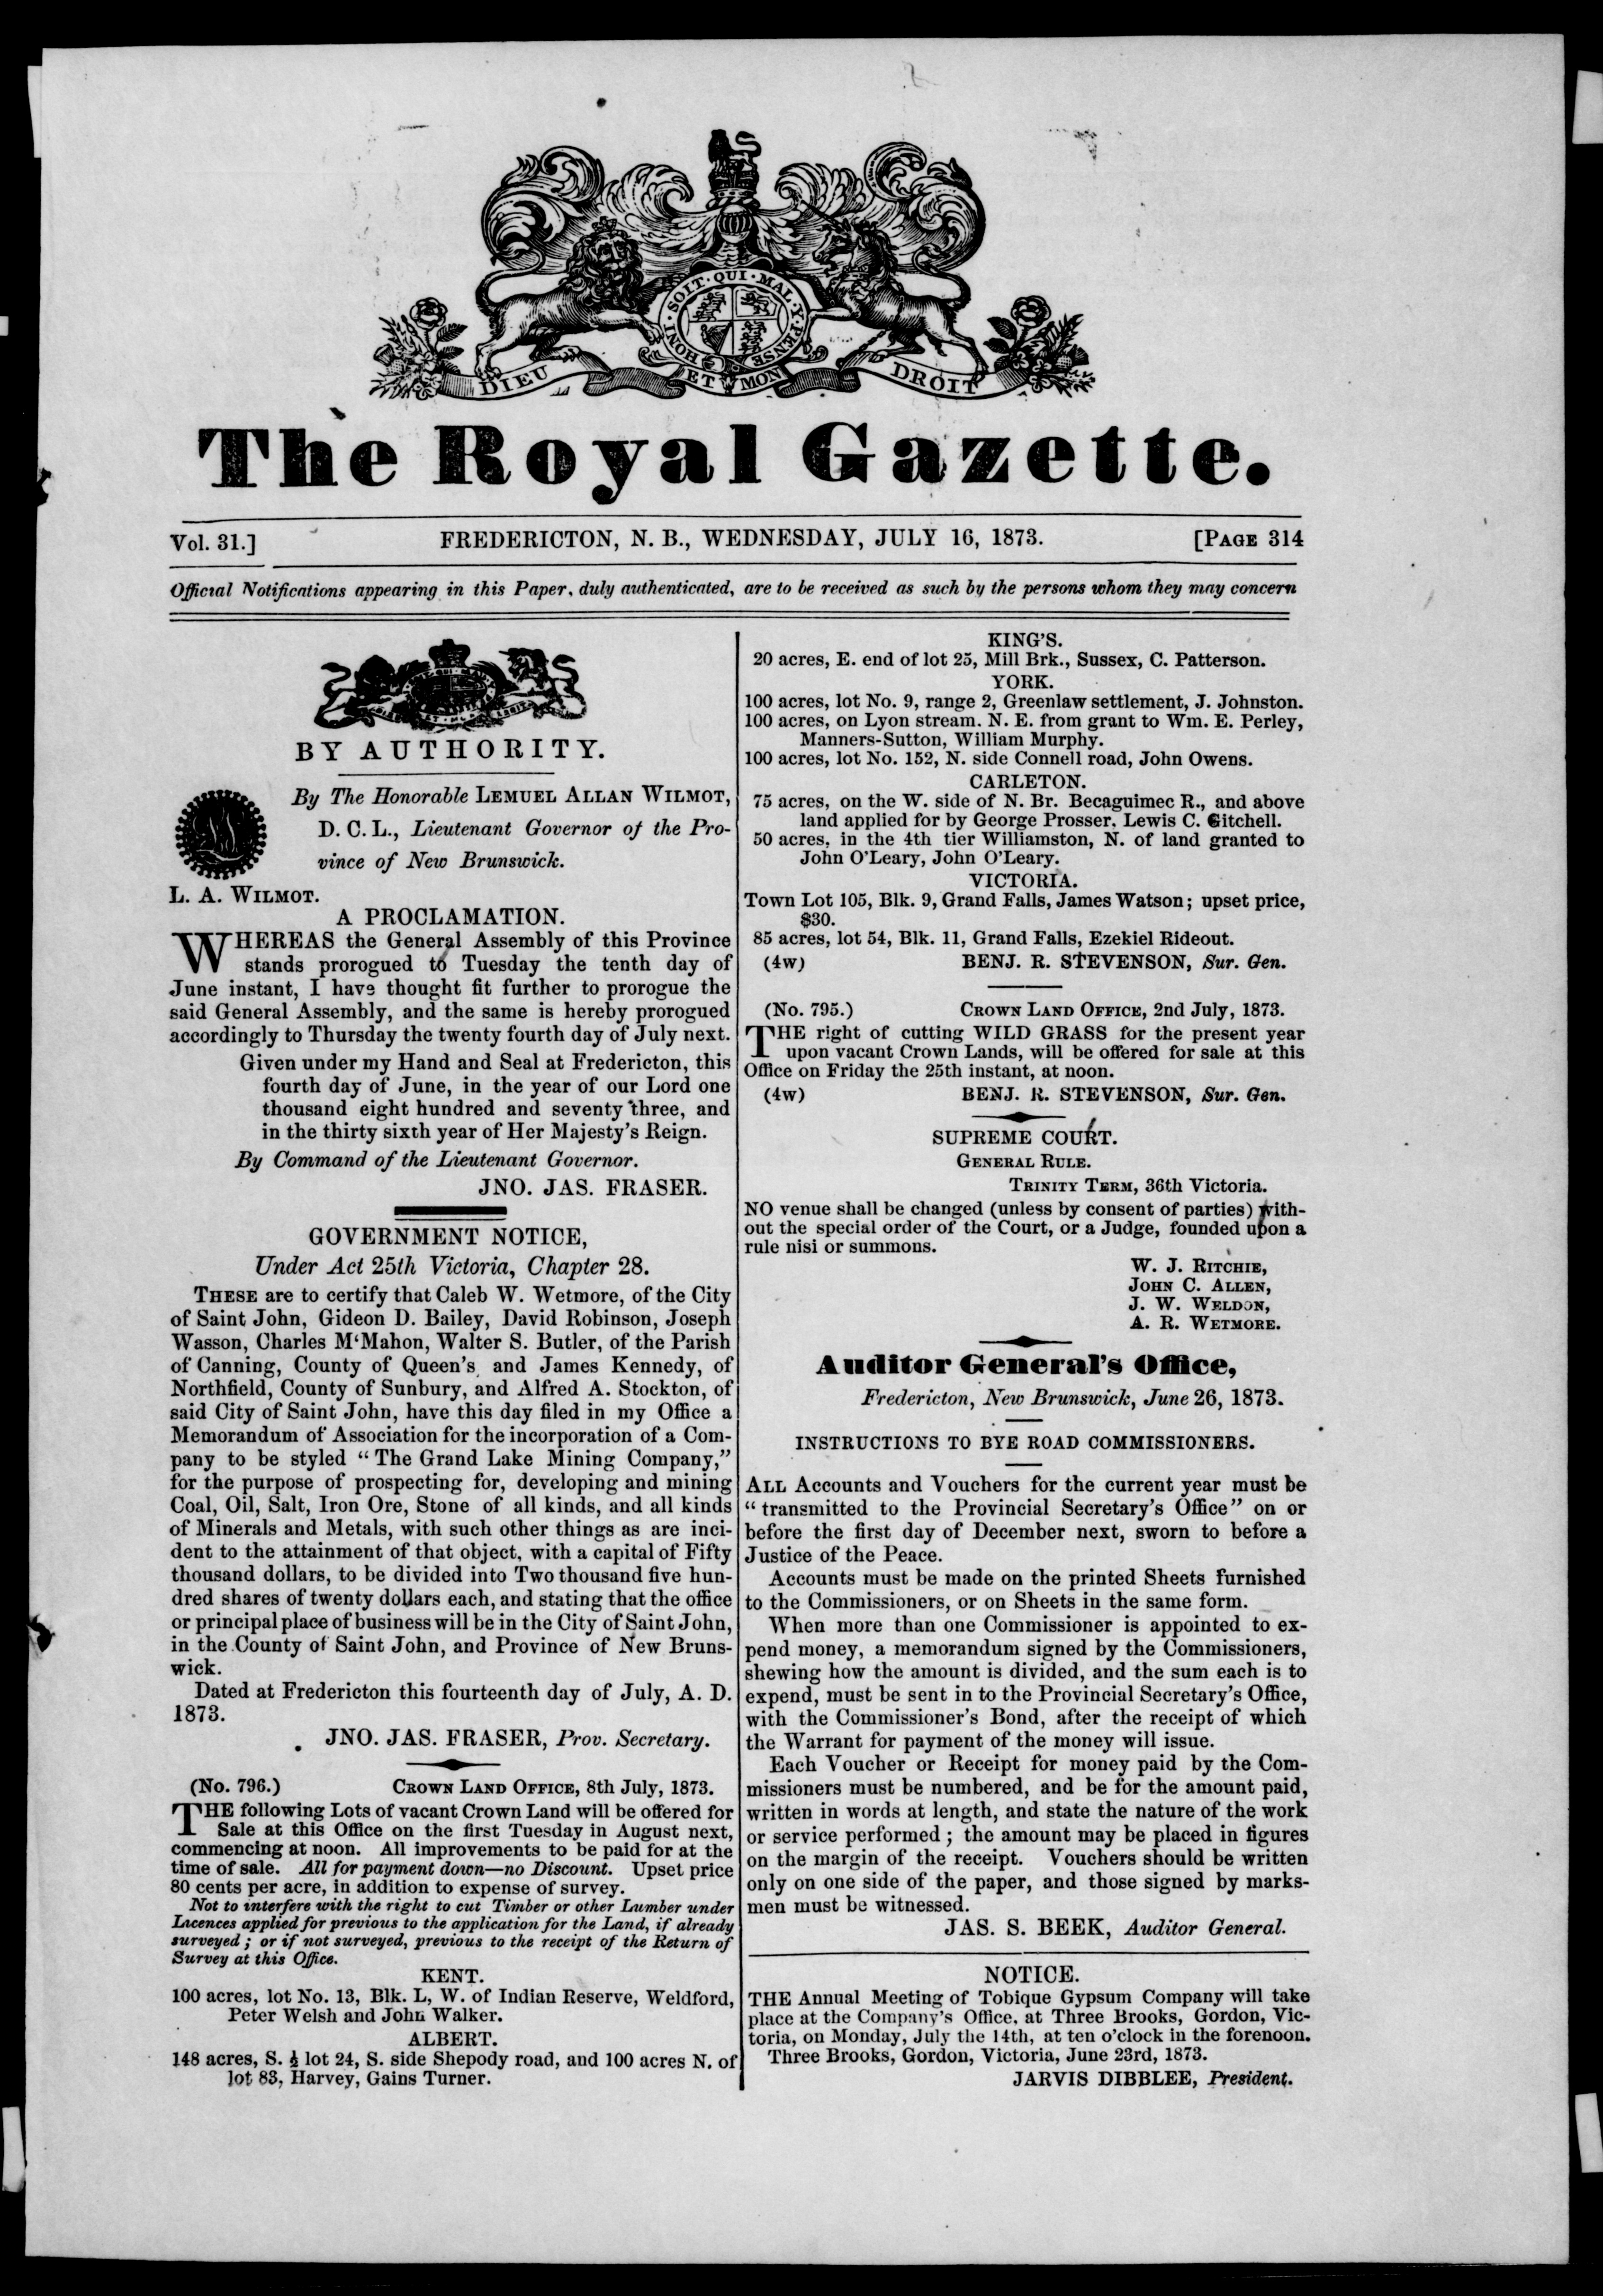 HONI · SOIT · QUI · MAL · Y · PENSE
DIEU ET MON DROIT
The Royal Gazette.
Vol. 31.] FREDERICTON, N. B., WEDNESDAY, JULY 16, 1873. [PAGE 314
Official Notifications appearing in this Paper, duly authenticated, are to be received as such by the persons whom they may concern
BY AUTHORITY.
By The Honorable LEMUEL ALLAN WILMOT,
D. C. L., Lieutenant Governor of the Pro-
vince of New Brunswick.
L. A. WILMOT.
A PROCLAMATION.
WHEREAS the General Assembly of this Province
stands prorogued to Tuesday the tenth day of
June instant, I have thought fit further to prorogue the
said General Assembly, and the same is hereby prorogued
accordingly to Thursday the twenty fourth day of July next.
Given under my Hand and Seal at Fredericton, this
fourth day of June, in the year of our Lord one
thousand eight hundred and seventy three, and
in the thirty sixth year of Her Majesty's Reign.
By Command of the Lieutenant Governor.
JNO. JAS. FRASER.
GOVERNMENT NOTICE,
Under Act 25th Victoria, Chapter 28.
THESE are to certify that Caleb W. Wetmore, of the City
of Saint John, Gideon D. Bailey, David Robinson, Joseph
Wasson, Charles M‘Mahon, Walter S. Butler, of the Parish
of Canning, County of Queen's, and James Kennedy, of
Northfield, County of Sunbury, and Alfred A. Stockton, of
said City of Saint John, have this day filed in my Office a
Memorandum of Association for the incorporation of a Com-
pany to be styled “ The Grand Lake Mining Company,”
for the purpose of prospecting for, developing and mining
Coal, Oil, Salt, Iron Ore, Stone of all kinds, and all kinds
of Minerals and Metals, with such other things as are inci-
dent to the attainment of that object, with a capital of Fifty
thousand dollars, to be divided into Two thousand five hun-
dred shares of twenty dollars each, and stating that the office
or principal place of business will be in the City of Saint John,
in the County of Saint John, and Province of New Bruns-
wick.
Dated at Fredericton this fourteenth day of July, A. D.
1873.
JNO. JAS. FRASER, Prov. Secretary.
(No. 796.) CROWN LAND OFFICE, 8th July, 1873.
THE following Lots of vacant Crown Land will be offered for
Sale at this Office on the first Tuesday in August next,
commencing at noon. All improvements to be paid for at the
time of sale. All for payment down—no Discount. Upset price
80 cents per acre, in addition to expense of survey.
Not to interfere with the right to cut Timber or other Lumber under
Licences applied for previous to the application for the Land, if already
surveyed ; or if not surveyed, previous to the receipt of the Return of
Survey at this Office.
KENT.
100 acres, lot No. 13, Blk. L, W. of Indian Reserve, Weldford,
Peter Welsh and John Walker.
ALBERT.
148 acres, S. ½ lot 24, S. side Shepody road, and 100 acres N. of
lot 83, Harvey, Gains Turner.
KING'S.
20 acres, E. end of lot 25, Mill Brk., Sussex, C. Patterson.
YORK.
100 acres, lot No. 9, range 2, Greenlaw settlement, J. Johnston.
100 acres, on Lyon stream. N. E. from grant to Wm. E. Perley,
Manners-Sutton, William Murphy.
100 acres, lot No. 152, N. side Connell road, John Owens.
CARLETON.
75 acres, on the W. side of N. Br. Becaguimec R., and above
land applied for by George Prosser. Lewis C. Gitchell.
50 acres, in the 4th tier Williamston, N. of land granted to
John O'Leary, John O'Leary.
VICTORIA.
Town Lot 105, Blk. 9, Grand Falls, James Watson; upset price,
$30.
85 acres, lot 54, Blk. 11, Grand Falls, Ezekiel Rideout.
(4w) BENJ. R. STEVENSON, Sur. Gen.
(No. 795.) CROWN LAND OFFICE, 2nd July, 1873.
THE right of cutting WILD GRASS for the present year
upon vacant Crown Lands, will be offered for sale at this
Office on Friday the 25th instant, at noon.
(4w) BENJ. R. STEVENSON, Sur. Gen.
SUPREME COURT.
GENERAL RULE.
TRINITY TERM, 36th Victoria.
NO venue shall be changed (unless by consent of parties) with-
out the special order of the Court, or a Judge, founded upon a
rule nisi or summons.
W. J. RITCHIE,
JOHN C. ALLEN,
J. W. WELDON,
A. R. WETMORE.
Auditor General's Office,
Fredericton, New Brunswick, June 26, 1873.
INSTRUCTIONS TO BYE ROAD COMMISSIONERS.
ALL Accounts and Vouchers for the current year must be
“ transmitted to the Provincial Secretary's Office” on or
before the first day of December next, sworn to before a
Justice of the Peace.
Accounts must be made on the printed Sheets furnished
to the Commissioners, or on Sheets in the same form.
When more than one Commissioner is appointed to ex-
pend money, a memorandum signed by the Commissioners,
shewing how the amount is divided, and the sum each is to
expend, must be sent in to the Provincial Secretary's Office,
with the Commissioner's Bond, after the receipt of which
the Warrant for payment of the money will issue.
Each Voucher or Receipt for money paid by the Com-
missioners must be numbered, and be for the amount paid,
written in words at length, and state the nature of the work
or service performed ; the amount may be placed in figures
on the margin of the receipt. Vouchers should be written
only on one side of the paper, and those signed by marks-
men must be witnessed.
JAS. S. BEEK, Auditor General.
NOTICE.
THE Annual Meeting of Tobique Gypsum Company will take
place at the Company's Office, at Three Brooks, Gordon, Vic-
toria, on Monday, July the 14th, at ten o'clock in the forenoon.
Three Brooks, Gordon, Victoria, June 23rd, 1873.
JARVIS DIBBLEE, President.